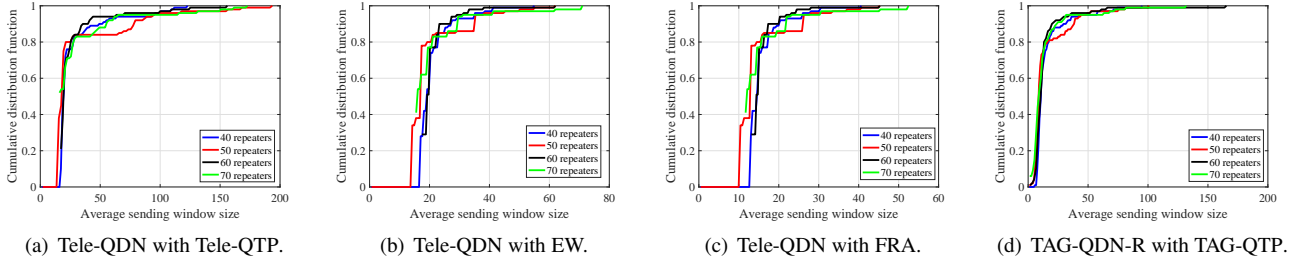 Cumulative distribution function
1
0.8
0.6
0.4
0.2
0
40 repeaters
50 repeaters
60 repeaters
70 repeaters
0 50 100 150 200
Average sending window size
(a) Tele-QDN with Tele-QTP.
Cumulative distribution function
1
0.8
0.6
0.4
0.2
0
40 repeaters
50 repeaters
60 repeaters
70 repeaters
0 20 40 60 80
Average sending window size
(b) Tele-QDN with EW.
Cumulative distribution function
1
0.8
0.6
0.4
0.2
0
40 repeaters
50 repeaters
60 repeaters
70 repeaters
0 10 20 30 40 50 60
Average sending window size
(c) Tele-QDN with FRA.
Cumulative distribution function
1
0.8
0.6
0.4
0.2
0
40 repeaters
50 repeaters
60 repeaters
70 repeaters
0 50 100 150 200
Average sending window size
(d) TAG-QDN-R with TAG-QTP.